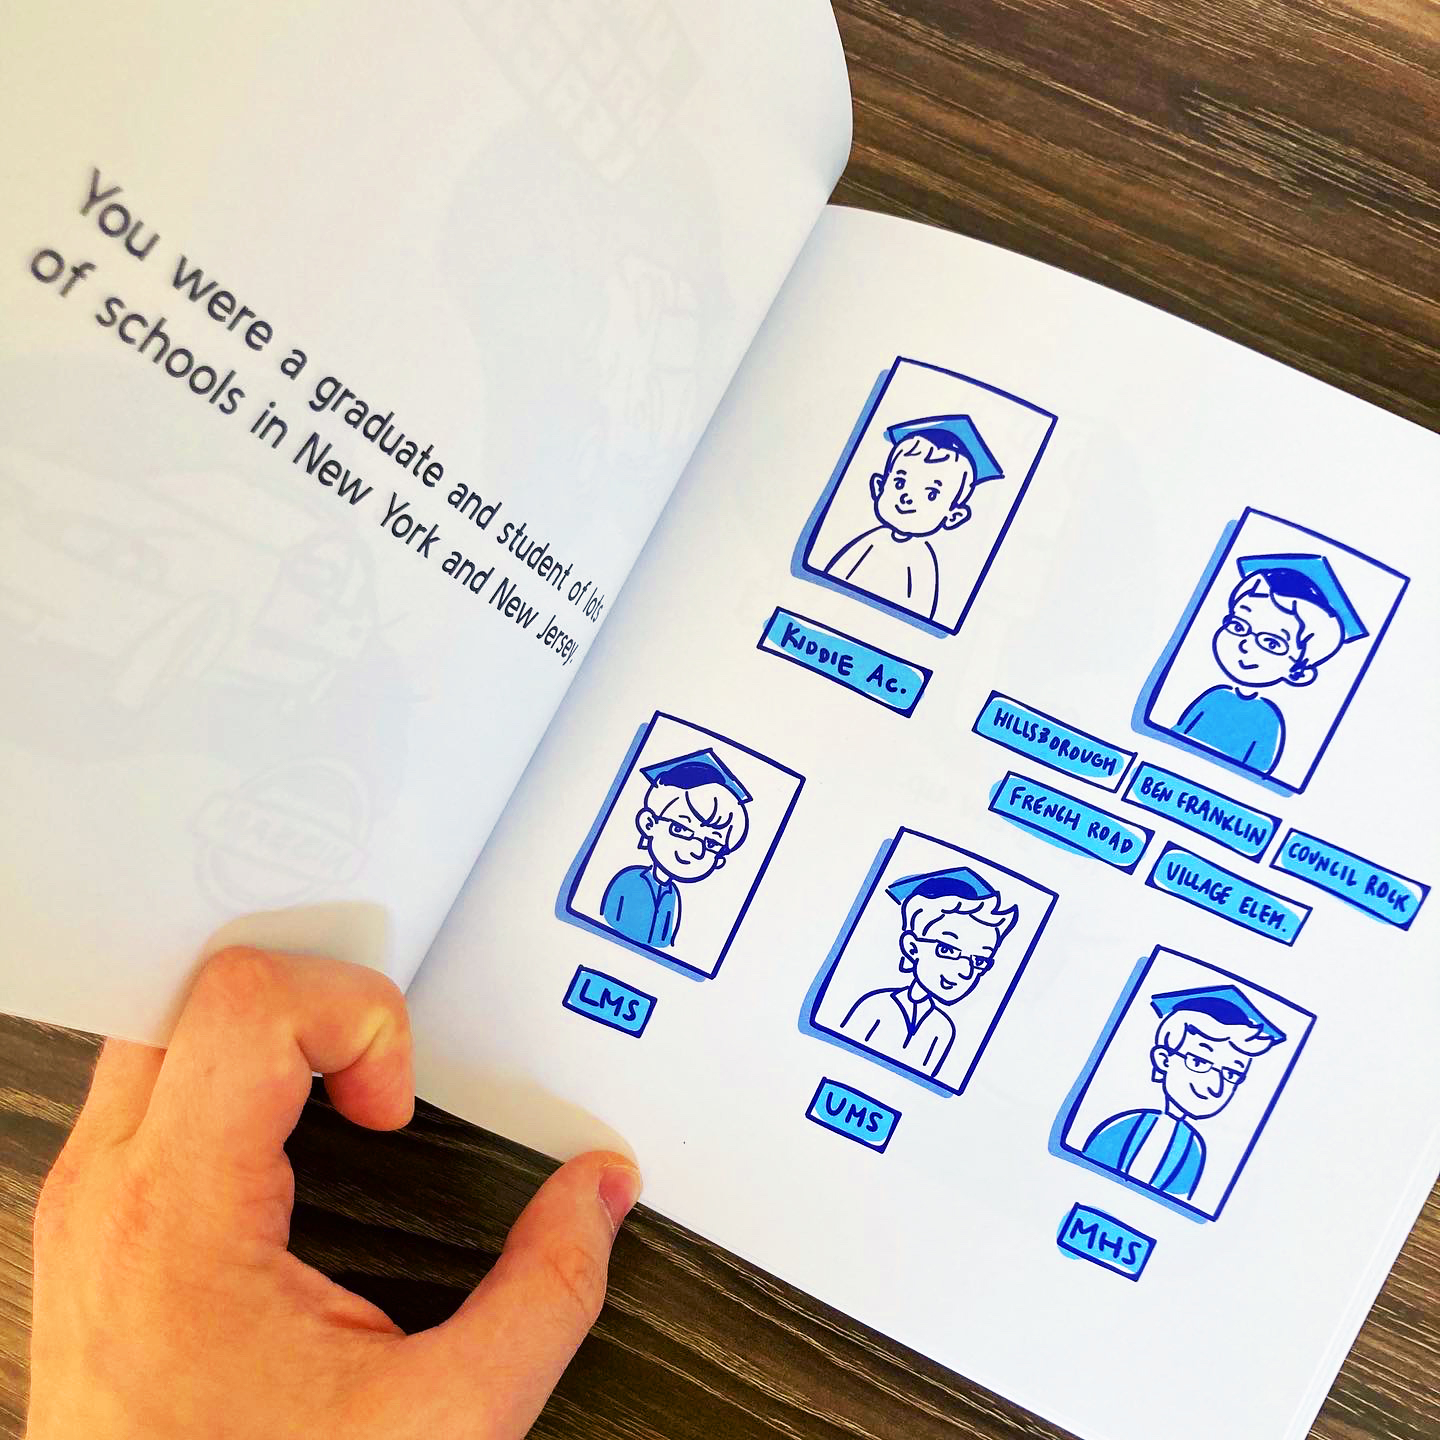 You were a graduate and student of lots
of schools in New York and New Jersey.
KIDDIE AC.
HILLSBOROUGH
BEN FRANKLIN
COUNCIL ROCK
FRENCH ROAD
VILLAGE ELEM.
LMS
UMS
MHS